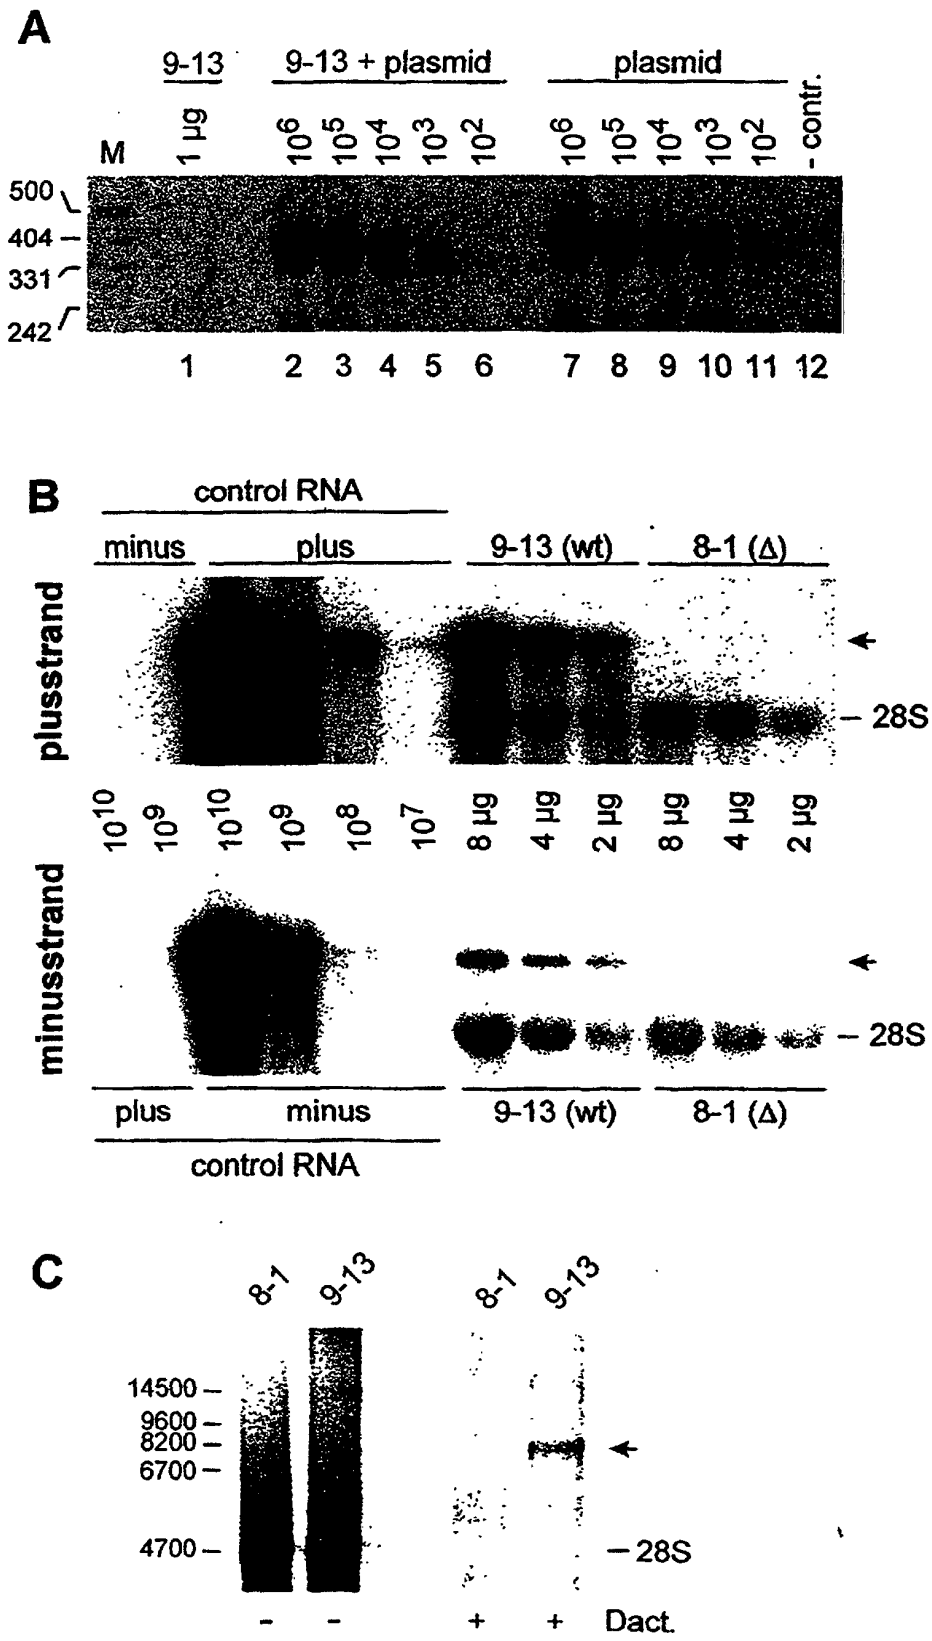 A
9-13 9-13 + plasmid plasmid
M 1 µg 10⁶ 10⁵ 10⁴ 10³ 10² 10⁶ 10⁵ 10⁴ 10³ 10² - contr.
500
404
331
242
1 2 3 4 5 6 7 8 9 10 11 12
B
control RNA
minus plus 9-13 (wt) 8-1 (Δ)
plusstrand
28S
10¹⁰ 10⁹ 10¹⁰ 10⁹ 10⁸ 10⁷ 8 µg 4 µg 2 µg 8 µg 4 µg 2 µg
minusstrand
28S
plus minus 9-13 (wt) 8-1 (Δ)
control RNA
C
8-1 9-13 8-1 9-13
14500
9600
8200
6700
4700
28S
- - + + Dact.